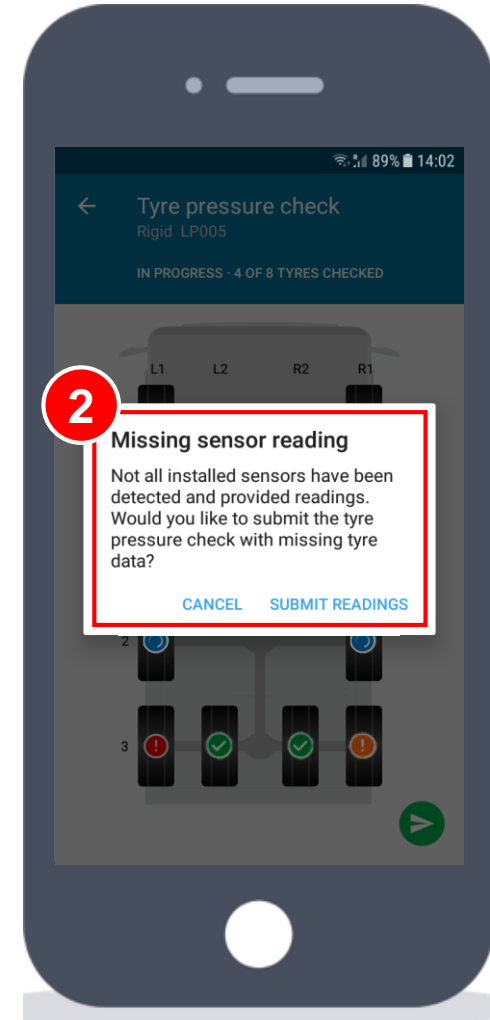 89% 14:02
Tyre pressure check
Rigid LP005
IN PROGRESS · 4 OF 8 TYRES CHECKED
L1 L2 R2 R1
2
Missing sensor reading
Not all installed sensors have been
detected and provided readings.
Would you like to submit the tyre
pressure check with missing tyre
data?
CANCEL SUBMIT READINGS
2
3